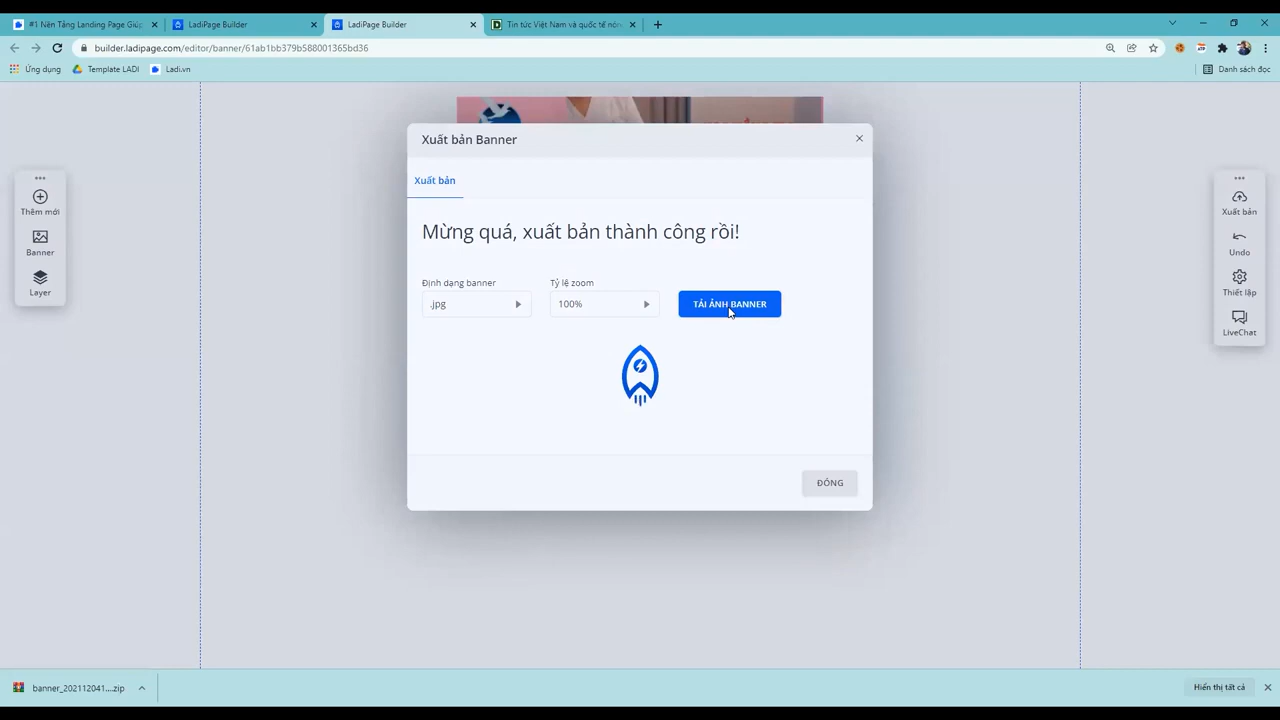 #1 Nền Tảng Landing Page Giúp
LadiPage Builder
LadiPage Builder
Tin tức Việt Nam và quốc tế nón
builder.ladipage.com/editor/banner/61ab1bb379b588001365bd36
Ứng dụng
Template LADI
Ladi.vn
Danh sách đọc
Xuất bản Banner
Xuất bản
Mừng quá, xuất bản thành công rồi!
Định dạng banner
Tỷ lệ zoom
.jpg
100%
TẢI ẢNH BANNER
ĐÓNG
Thêm mới
Banner
Layer
Xuất bản
Undo
Thiết lập
LiveChat
banner_202112041....zip
Hiển thị tất cả